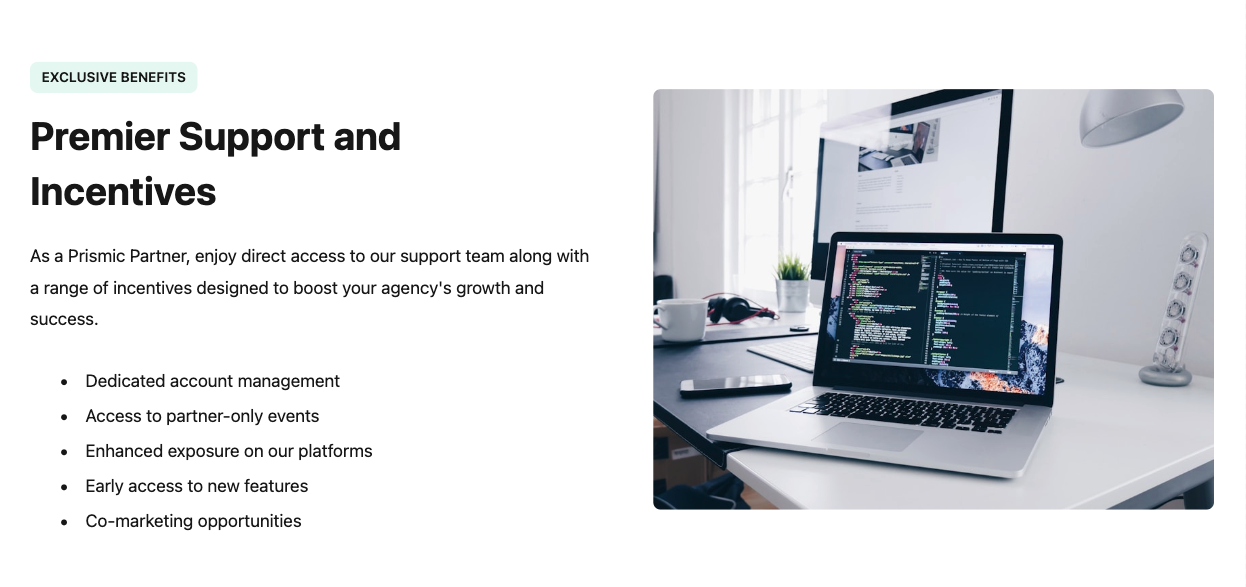 EXCLUSIVE BENEFITS
Premier Support and
Incentives
As a Prismic Partner, enjoy direct access to our support team along with
a range of incentives designed to boost your agency's growth and
success.
• Dedicated account management
• Access to partner-only events
• Enhanced exposure on our platforms
• Early access to new features
• Co-marketing opportunities